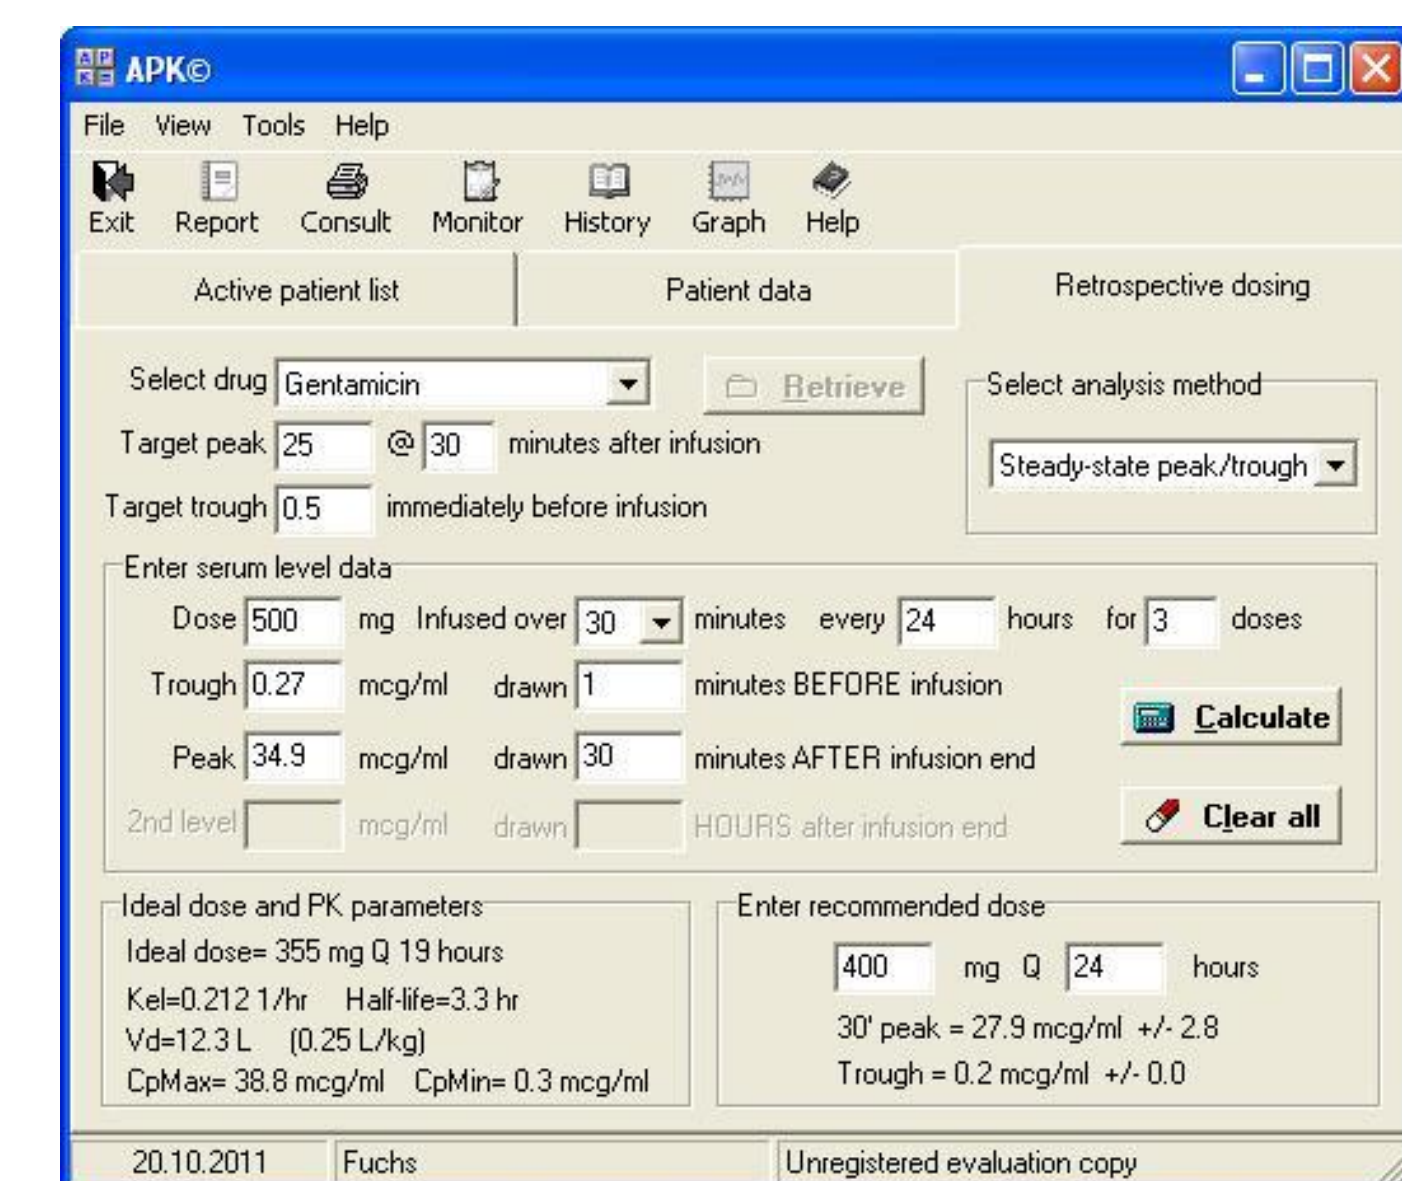 APK©
File View Tools Help
Exit Report Consult Monitor History Graph Help
Active patient list Patient data Retrospective dosing
Select drug Gentamicin Retrieve Select analysis method
Target peak 25 @ 30 minutes after infusion
Steady-state peak/trough
Target trough 0.5 immediately before infusion
Enter serum level data
Dose 500 mg Infused over 30 minutes every 24 hours for 3 doses
Trough 0.27 mcg/ml drawn 1 minutes BEFORE infusion
Calculate
Peak 34.9 mcg/ml drawn 30 minutes AFTER infusion end
2nd level mcg/ml drawn HOURS after infusion end
Clear all
Ideal dose and PK parameters
Ideal dose= 355 mg Q 19 hours
Kel=0.212 1/hr Half-life=3.3 hr
Vd=12.3 L (0.25 L/kg)
CpMax= 38.8 mcg/ml CpMin= 0.3 mcg/ml
Enter recommended dose
400 mg Q 24 hours
30' peak = 27.9 mcg/ml +/- 2.8
Trough = 0.2 mcg/ml +/- 0.0
20.10.2011 Fuchs Unregistered evaluation copy